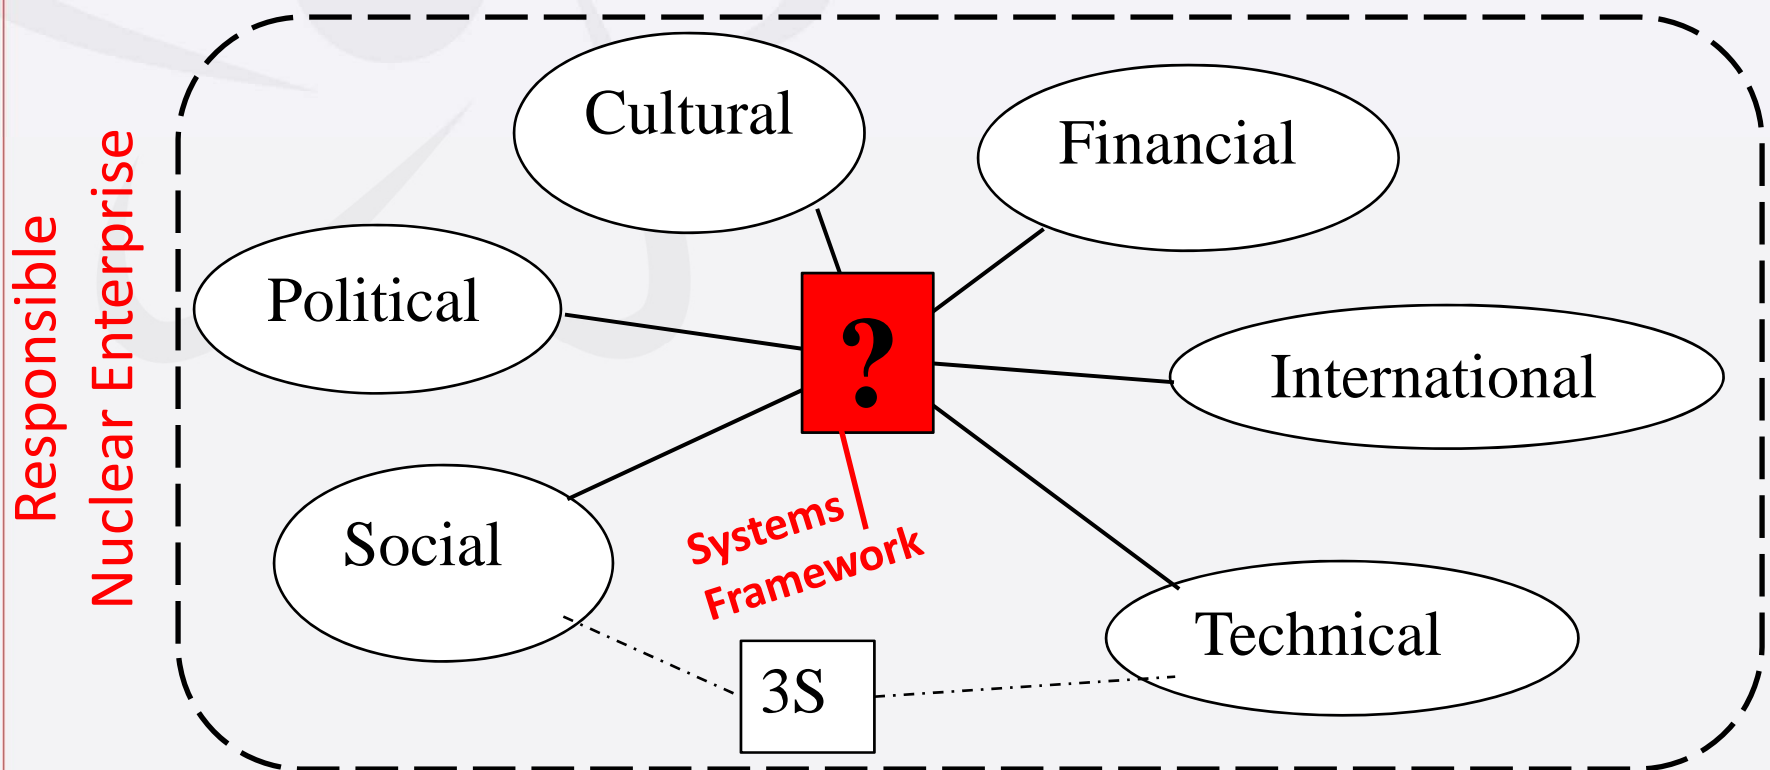 Responsible
Nuclear Enterprise
Cultural
Financial
Political
?
International
Social
Systems
Framework
Technical
3S